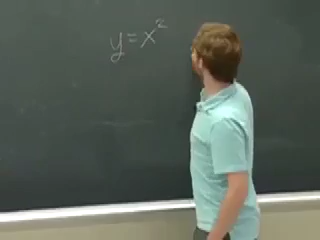 y = x²